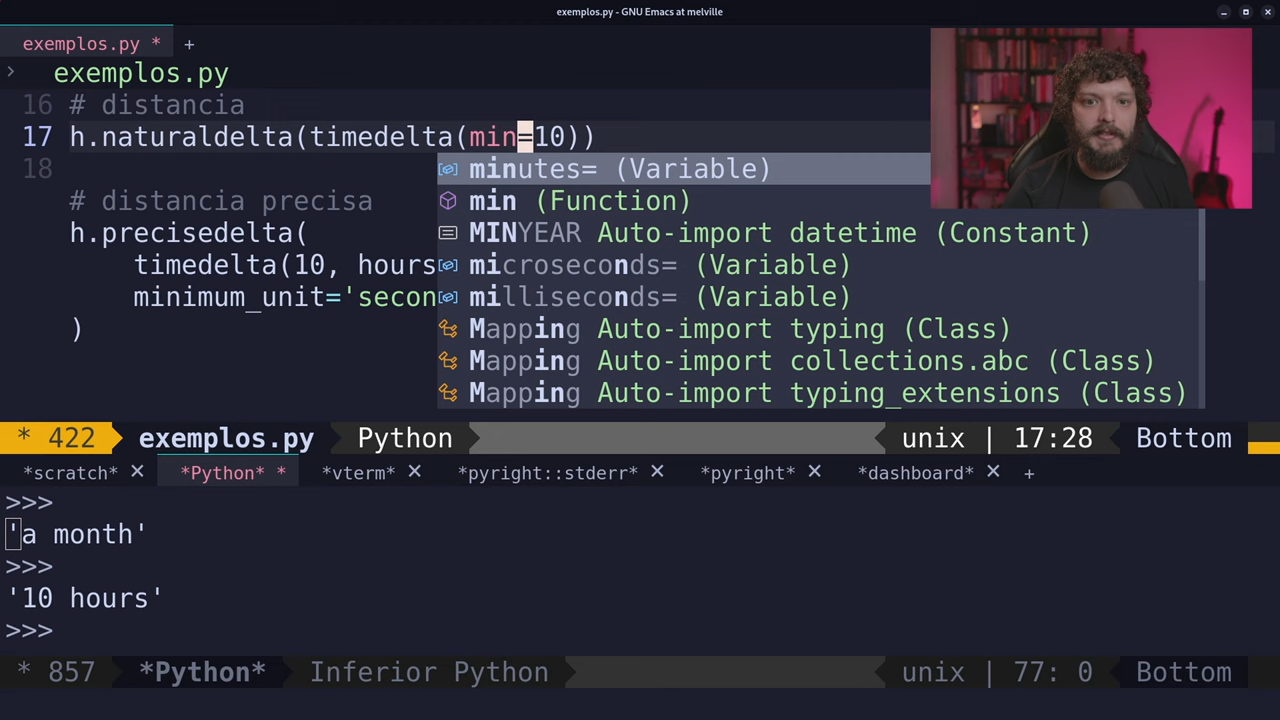 exemplos.py - GNU Emacs at melville
exemplos.py * +
> exemplos.py
16 # distancia
17 h.naturaldelta(timedelta(min=10))
18
minutes= (Variable)
min (Function)
MINYEAR Auto-import datetime (Constant)
microseconds= (Variable)
milliseconds= (Variable)
Mapping Auto-import typing (Class)
Mapping Auto-import collections.abc (Class)
Mapping Auto-import typing_extensions (Class)
# distancia precisa
h.precisedelta(
timedelta(10, hours
minimum_unit='secon
)
* 422 exemplos.py Python unix | 17:28 Bottom
*scratch* × *Python* * *vterm* × *pyright::stderr* × *pyright* × *dashboard* × +
>>>
'a month'
>>>
'10 hours'
>>>
* 857 *Python* Inferior Python unix | 77: 0 Bottom